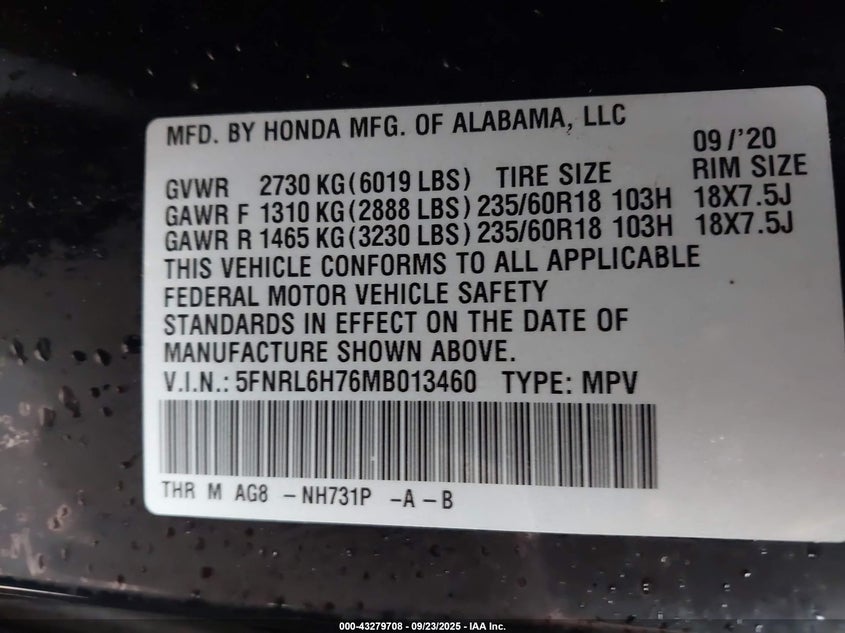 MFD. BY HONDA MFG. OF ALABAMA, LLC
09/'20
GVWR 2730 KG(6019 LBS) TIRE SIZE RIM SIZE
GAWR F 1310 KG(2888 LBS) 235/60R18 103H 18X7.5J
GAWR R 1465 KG(3230 LBS) 235/60R18 103H 18X7.5J
THIS VEHICLE CONFORMS TO ALL APPLICABLE
FEDERAL MOTOR VEHICLE SAFETY
STANDARDS IN EFFECT ON THE DATE OF
MANUFACTURE SHOWN ABOVE.
V.I.N.: 5FNRL6H76MB013460 TYPE: MPV
THR M AG8 -NH731P -A-B
000-43279708 - 09/23/2025 - IAA Inc.